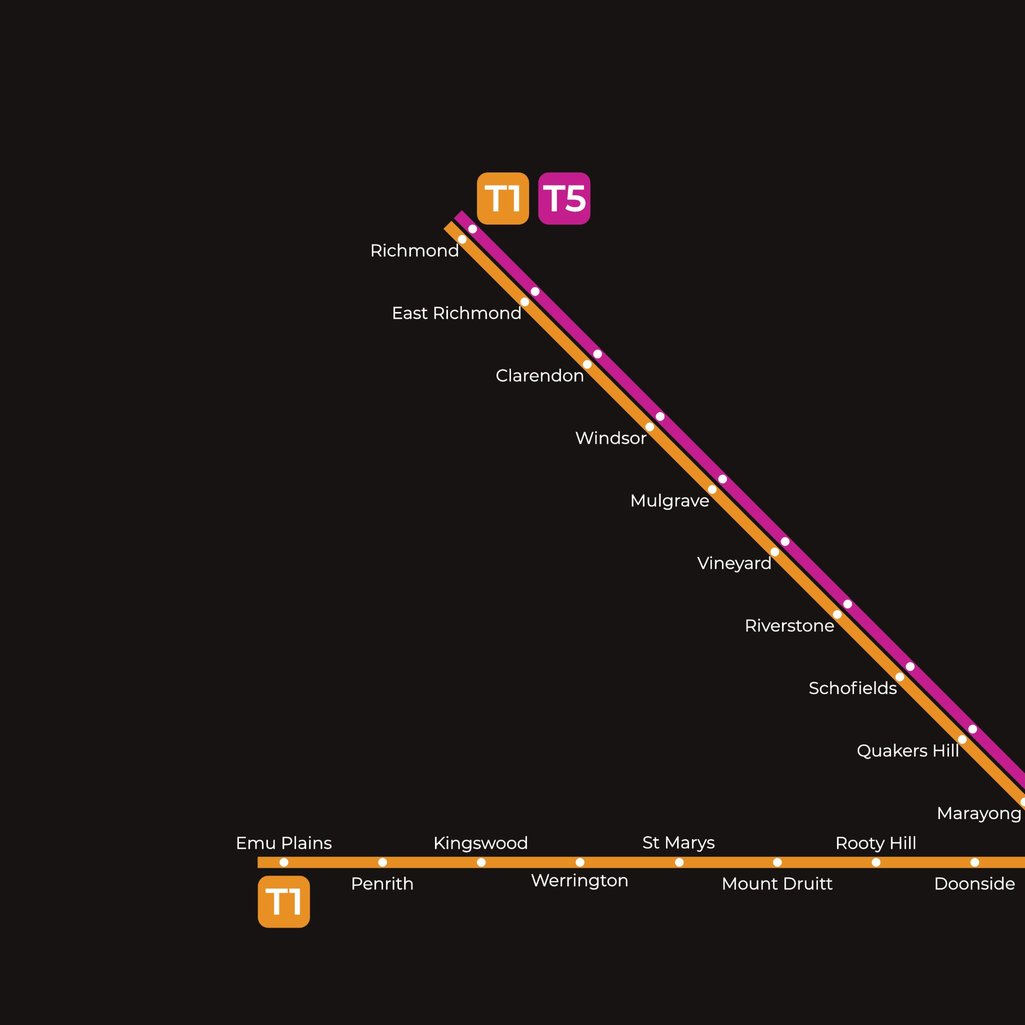 T1 T5
Richmond
East Richmond
Clarendon
Windsor
Mulgrave
Vineyard
Riverstone
Schofields
Quakers Hill
Marayong
Emu Plains
Kingswood
St Marys
Rooty Hill
Penrith
Werrington
Mount Druitt
Doonside
T1